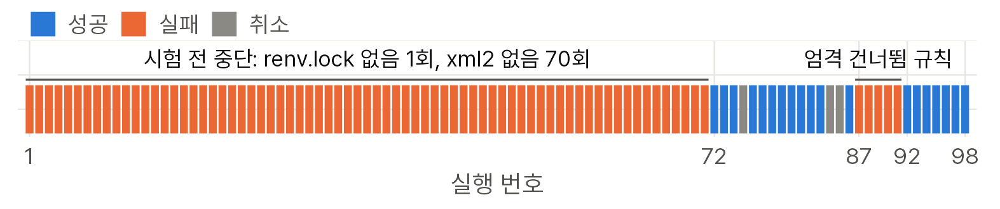 성공 실패 취소
시험 전 중단: renv.lock 없음 1회, xml2 없음 70회 엄격 건너뜀 규칙
1 72 87 92 98
실행 번호